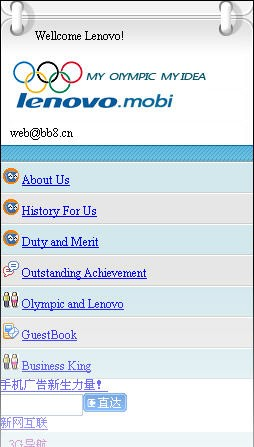 Wellcome Lenovo!
MY OlYMPIC MY IDEA
lenovo.mobi
web@bb8.cn
About Us
History For Us
Duty and Merit
Outstanding Achievement
Olympic and Lenovo
GuestBook
Business King
手机广告新生力量！
直达
新网互联
3G导航